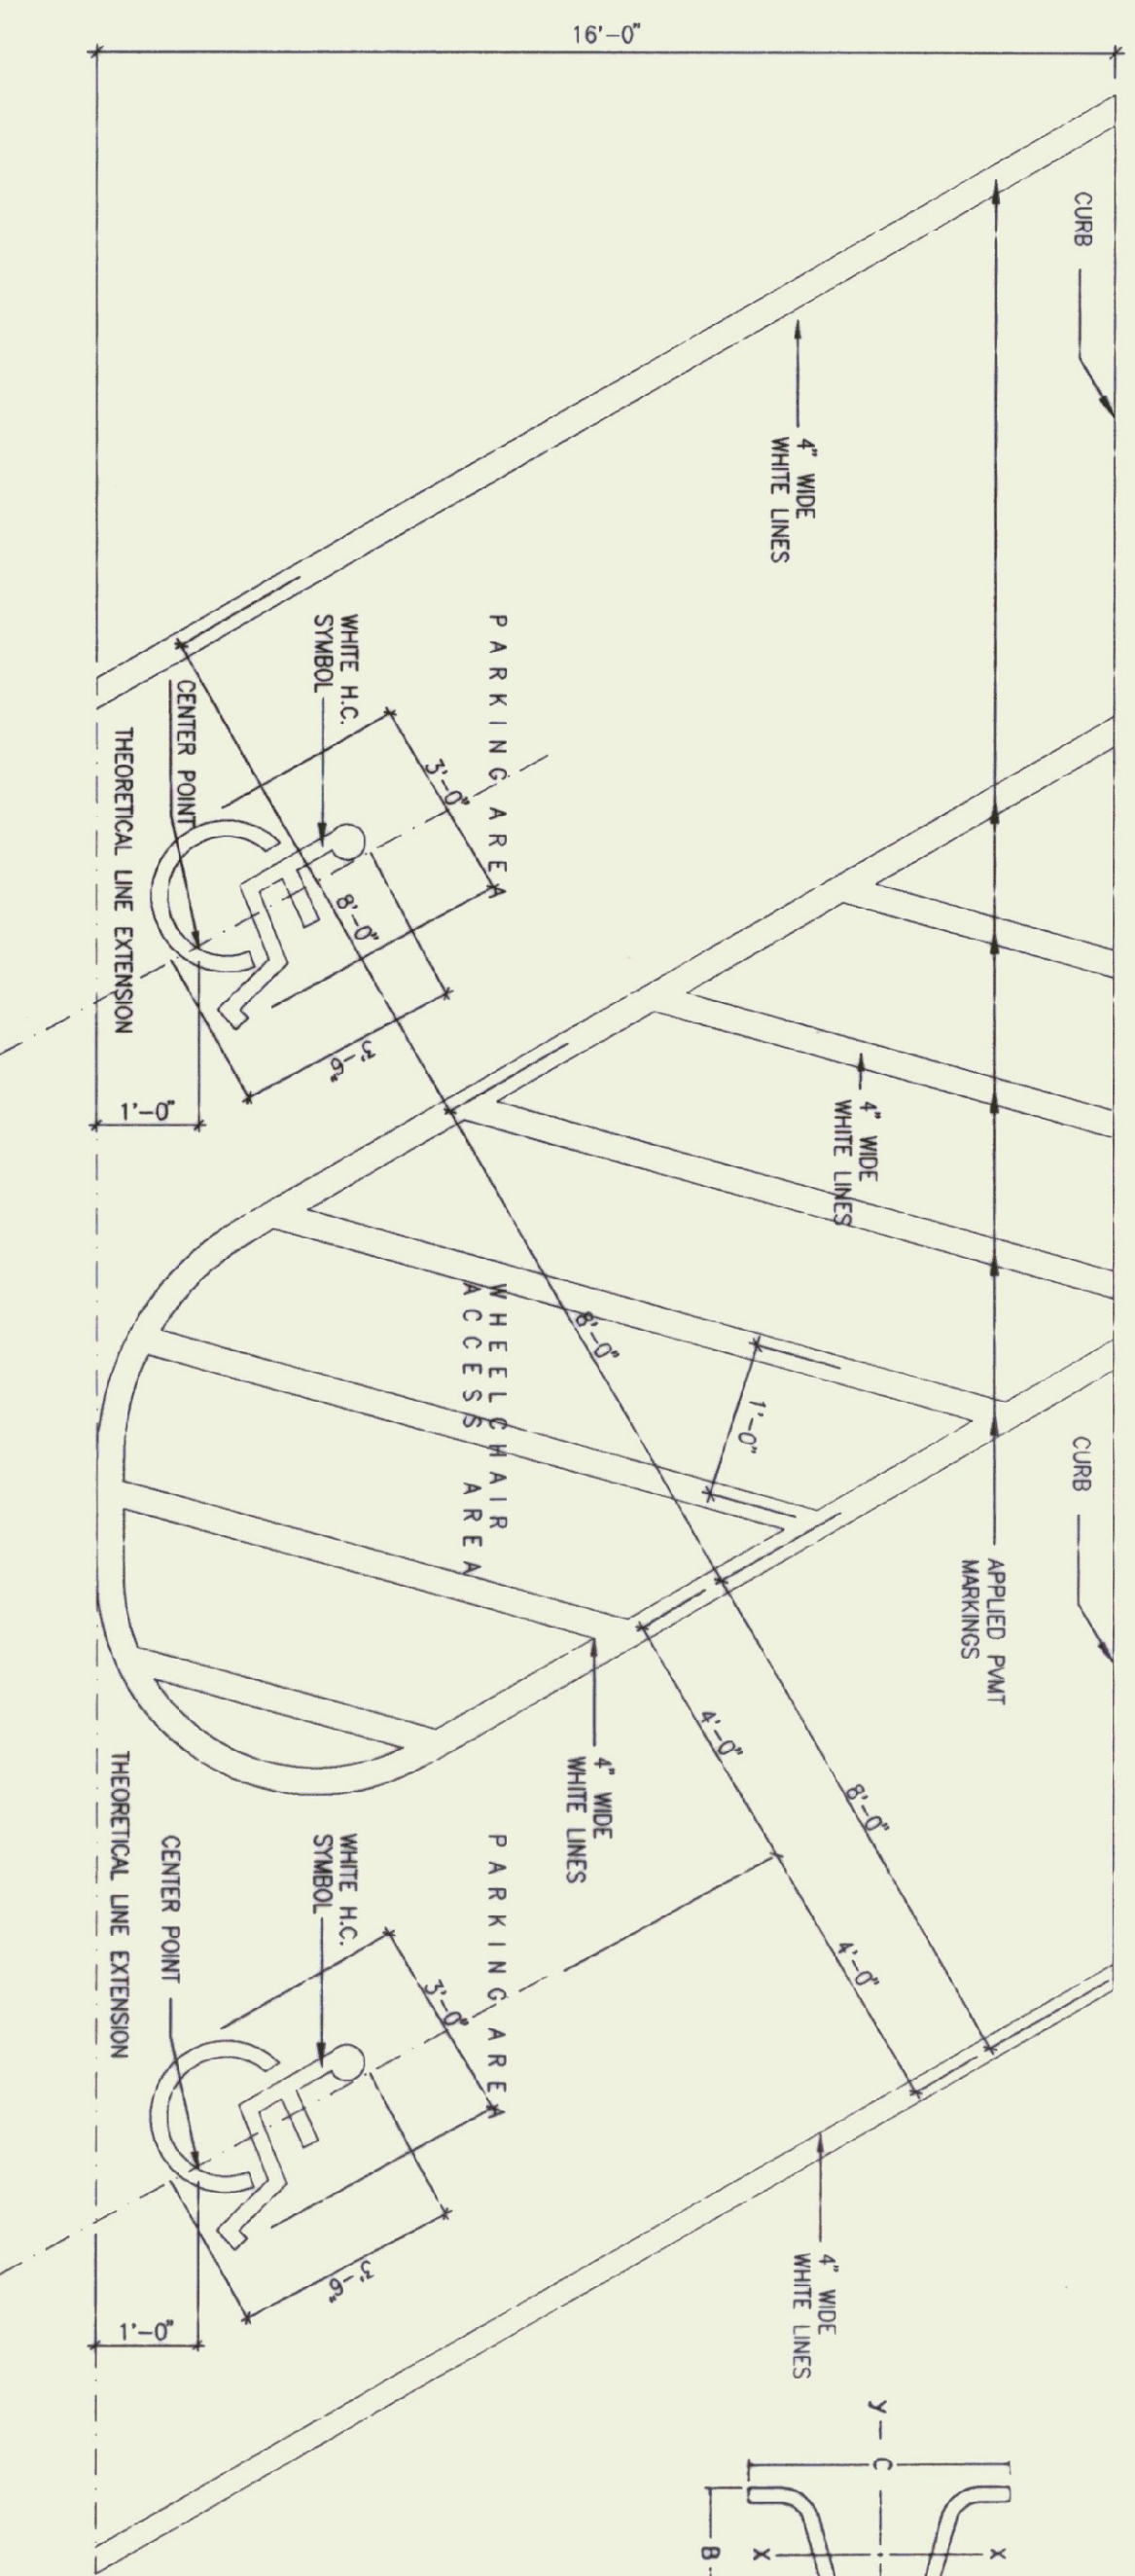 16'-0"
CURB
4" WIDE
WHITE LINES
PARKING AREA
WHITE H.C.
SYMBOL
CENTER POINT
THEORETICAL LINE EXTENSION
3'-0"
8'-0"
3'-6"
1'-0"
4" WIDE
WHITE LINES
WHEELCHAIR
ACCESS AREA
8'-0"
1'-0"
CURB
APPLIED PVMT
MARKINGS
4" WIDE
WHITE LINES
4'-0"
8'-0"
4'-0"
PARKING AREA
WHITE H.C.
SYMBOL
CENTER POINT
THEORETICAL LINE EXTENSION
3'-0"
3'-6"
1'-0"
4" WIDE
WHITE LINES
y
C
B
X
X